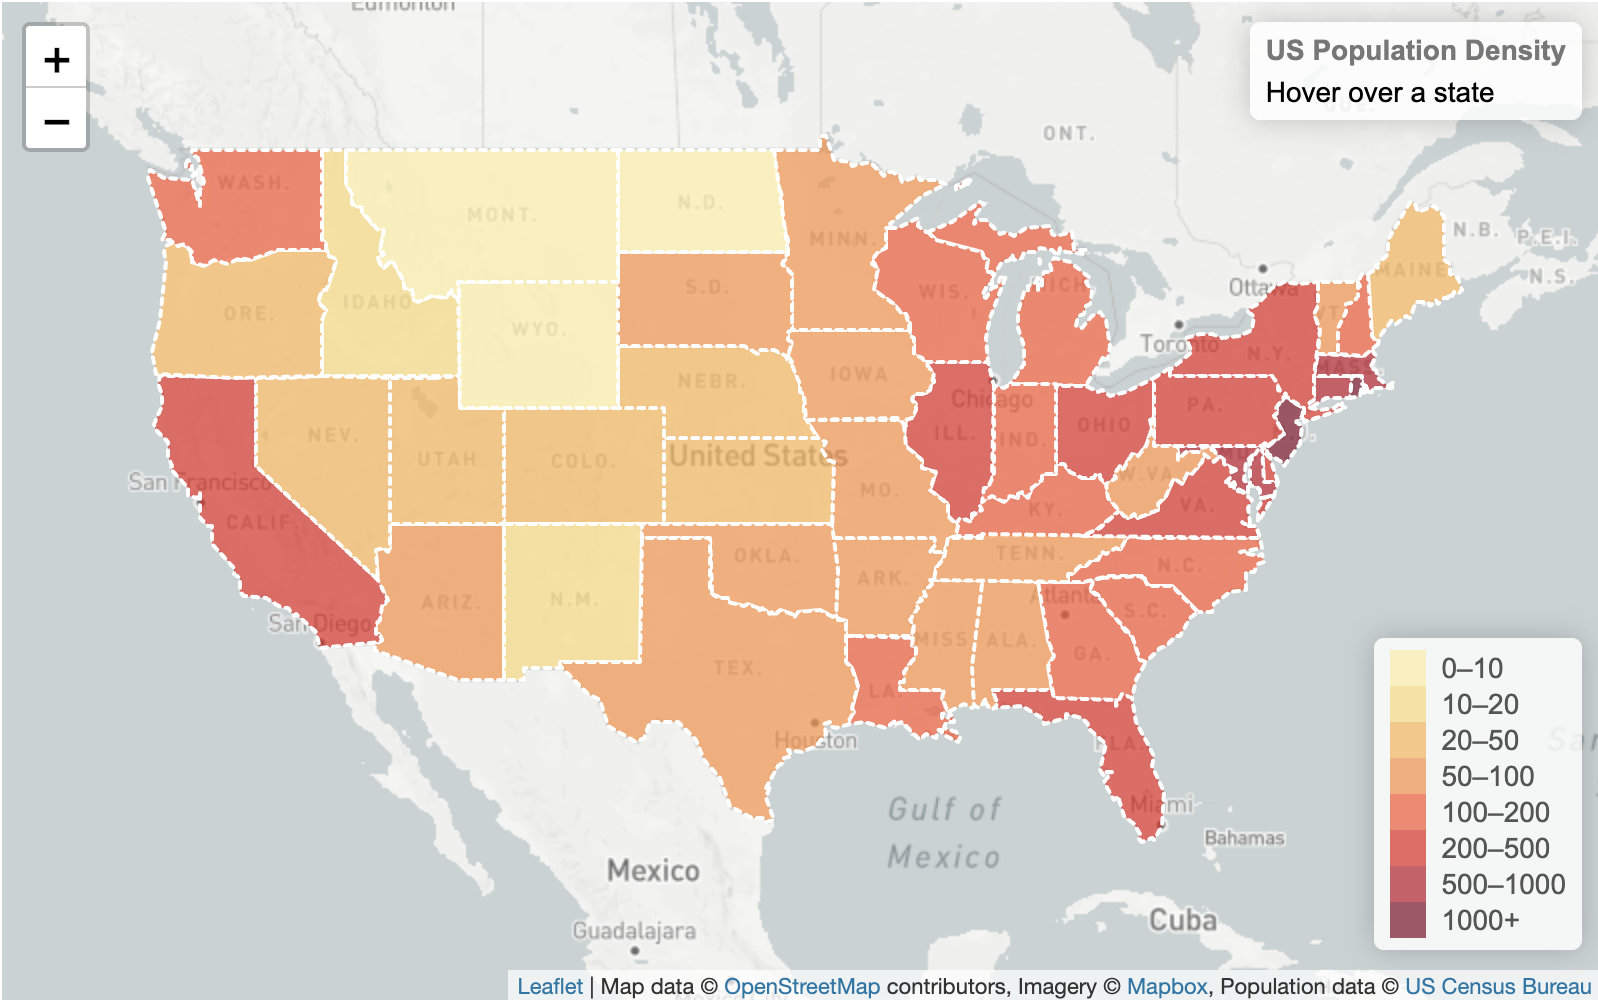 Edmonton
+
−
US Population Density
Hover over a state
ONT.
WASH.
MONT.
N.D.
MINN.
N.B.
P.E.I.
N.S.
MAINE
Ottawa
ORE.
IDAHO
WYO.
S.D.
WIS.
MICH
VT.
Toronto
N.Y.
MASS.
NEBR.
IOWA
Chicago
PA.
NEV.
UTAH
COLO.
United States
ILL.
IND.
OHIO
MD.
San Francisco
CALIF.
MO.
W.VA.
KY.
VA.
OKLA.
ARK.
TENN.
N.C.
ARIZ.
N.M.
Atlanta
S.C.
San Diego
MISS.
ALA.
GA.
TEX.
LA.
Houston
FLA.
Miami
Gulf of
Mexico
Bahamas
Mexico
Cuba
Guadalajara
0–10
10–20
20–50
50–100
100–200
200–500
500–1000
1000+
Leaflet | Map data © OpenStreetMap contributors, Imagery © Mapbox, Population data © US Census Bureau